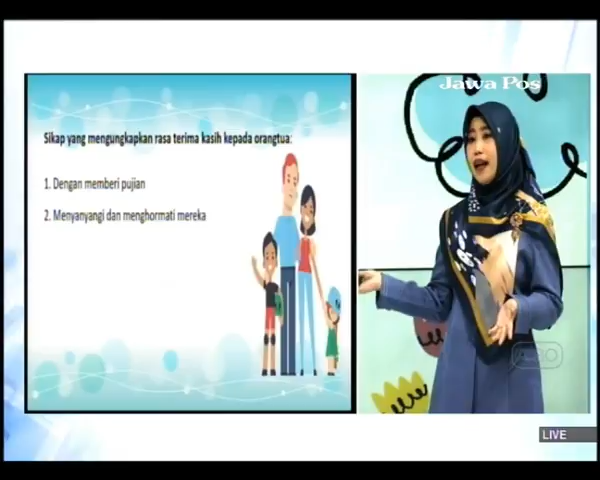 Jawa Pos
Sikap yang mengungkapkan rasa terima kasih kepada orangtua:
1. Dengan memberi pujian
2. Menyanyangi dan menghormati mereka
LIVE